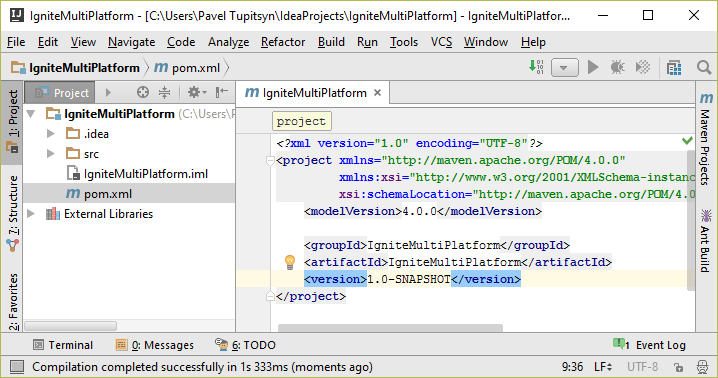 IgniteMultiPlatform - [C:\Users\Pavel Tupitsyn\IdeaProjects\IgniteMultiPlatform] - IgniteMultiPlatfor...
File Edit View Navigate Code Analyze Refactor Build Run Tools VCS Window Help
IgniteMultiPlatform pom.xml
1: Project
7: Structure
2: Favorites
Project
IgniteMultiPlatform (C:\Users\P
.idea
src
IgniteMultiPlatform.iml
pom.xml
External Libraries
IgniteMultiPlatform
project
<?xml version="1.0" encoding="UTF-8"?>
<project xmlns="http://maven.apache.org/POM/4.0.0"
xmlns:xsi="http://www.w3.org/2001/XMLSchema-instanc
xsi:schemaLocation="http://maven.apache.org/POM/4.0
<modelVersion>4.0.0</modelVersion>
<groupId>IgniteMultiPlatform</groupId>
<artifactId>IgniteMultiPlatform</artifactId>
<version>1.0-SNAPSHOT</version>
</project>
Maven Projects
Ant Build
Terminal 0: Messages 6: TODO 1 Event Log
Compilation completed successfully in 1s 333ms (moments ago) 9:36 LF UTF-8